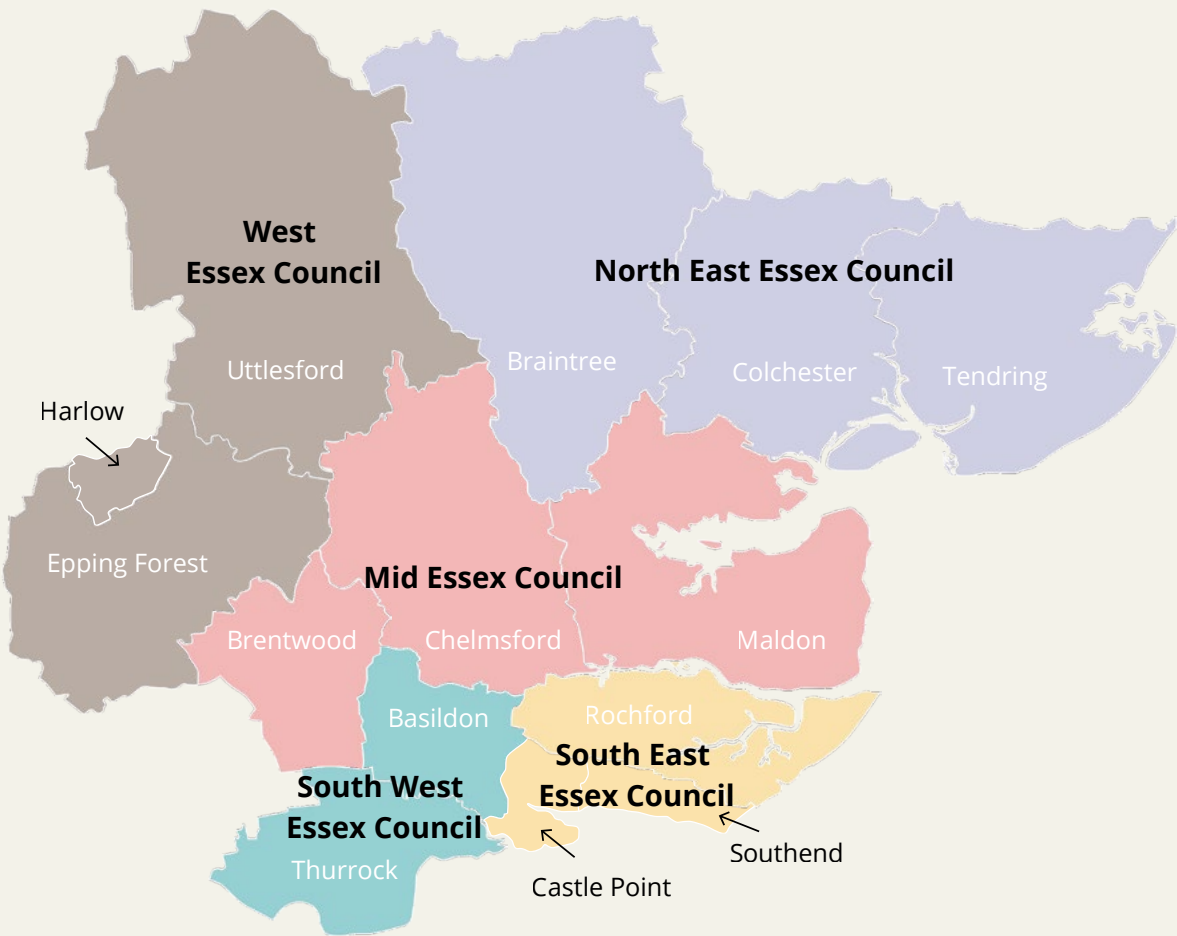 West
Essex Council
North East Essex Council
Uttlesford
Braintree
Colchester
Tendring
Harlow
Epping Forest
Mid Essex Council
Brentwood
Chelmsford
Maldon
Basildon
Rochford
South East
Essex Council
South West
Essex Council
Southend
Thurrock
Castle Point